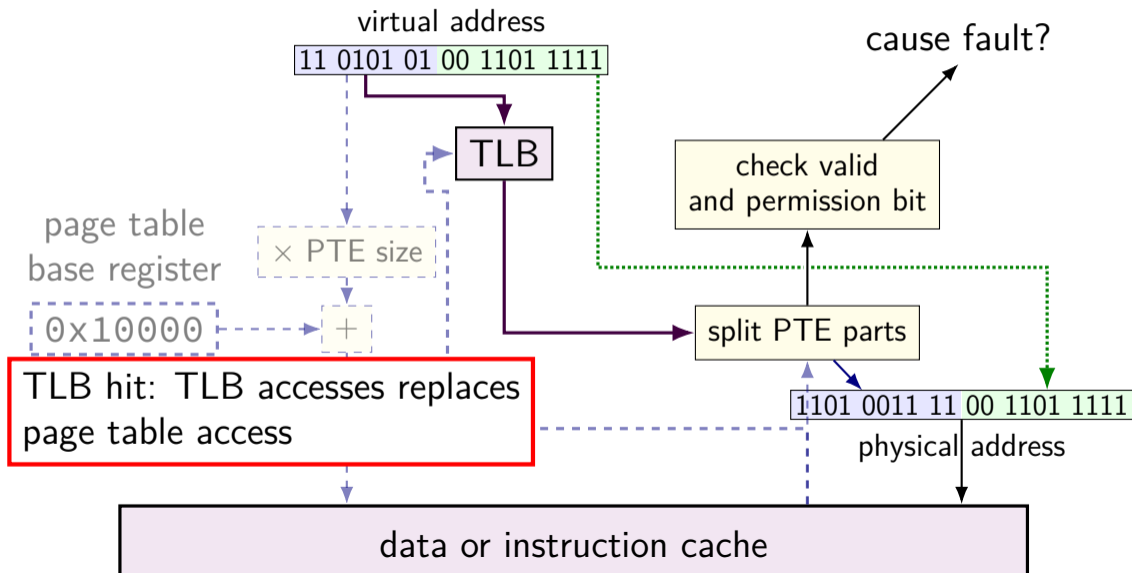 virtual address
11 0101 01 00 1101 1111
cause fault?
TLB
check valid
and permission bit
page table
base register
× PTE size
0x10000
+
split PTE parts
TLB hit: TLB accesses replaces
page table access
1101 0011 11 00 1101 1111
physical address
data or instruction cache